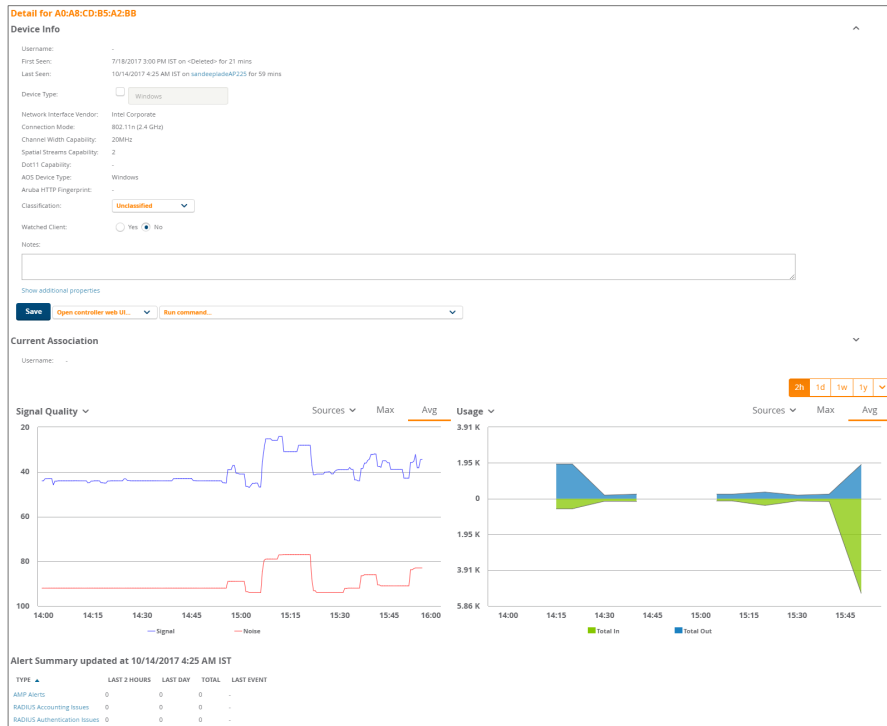 Detail for A0:A8:CD:B5:A2:BB
Device Info
Username: -
First Seen: 7/18/2017 3:00 PM IST on <Deleted> for 21 mins
Last Seen: 10/14/2017 4:25 AM IST on sandeepladeAP225 for 59 mins
Device Type: Windows
Network Interface Vendor: Intel Corporate
Connection Mode: 802.11n (2.4 GHz)
Channel Width Capability: 20MHz
Spatial Streams Capability: 2
Dot11 Capability: -
AOS Device Type: Windows
Aruba HTTP Fingerprint: -
Classification: Unclassified
Watched Client: Yes No
Notes:
Show additional properties
Save Open controller web UI... Run command...
Current Association
Username: -
2h 1d 1w 1y
Signal Quality Sources Max Avg
20
40
60
80
100
14:00 14:15 14:30 14:45 15:00 15:15 15:30 15:45 16:00
Signal Noise
Usage Sources Max Avg
3.91 K
1.95 K
0
1.95 K
3.91 K
5.86 K
14:00 14:15 14:30 14:45 15:00 15:15 15:30 15:45
Total In Total Out
Alert Summary updated at 10/14/2017 4:25 AM IST
TYPE LAST 2 HOURS LAST DAY TOTAL LAST EVENT
AMP Alerts 0 0 0 -
RADIUS Accounting Issues 0 0 0 -
RADIUS Authentication Issues 0 0 0 -